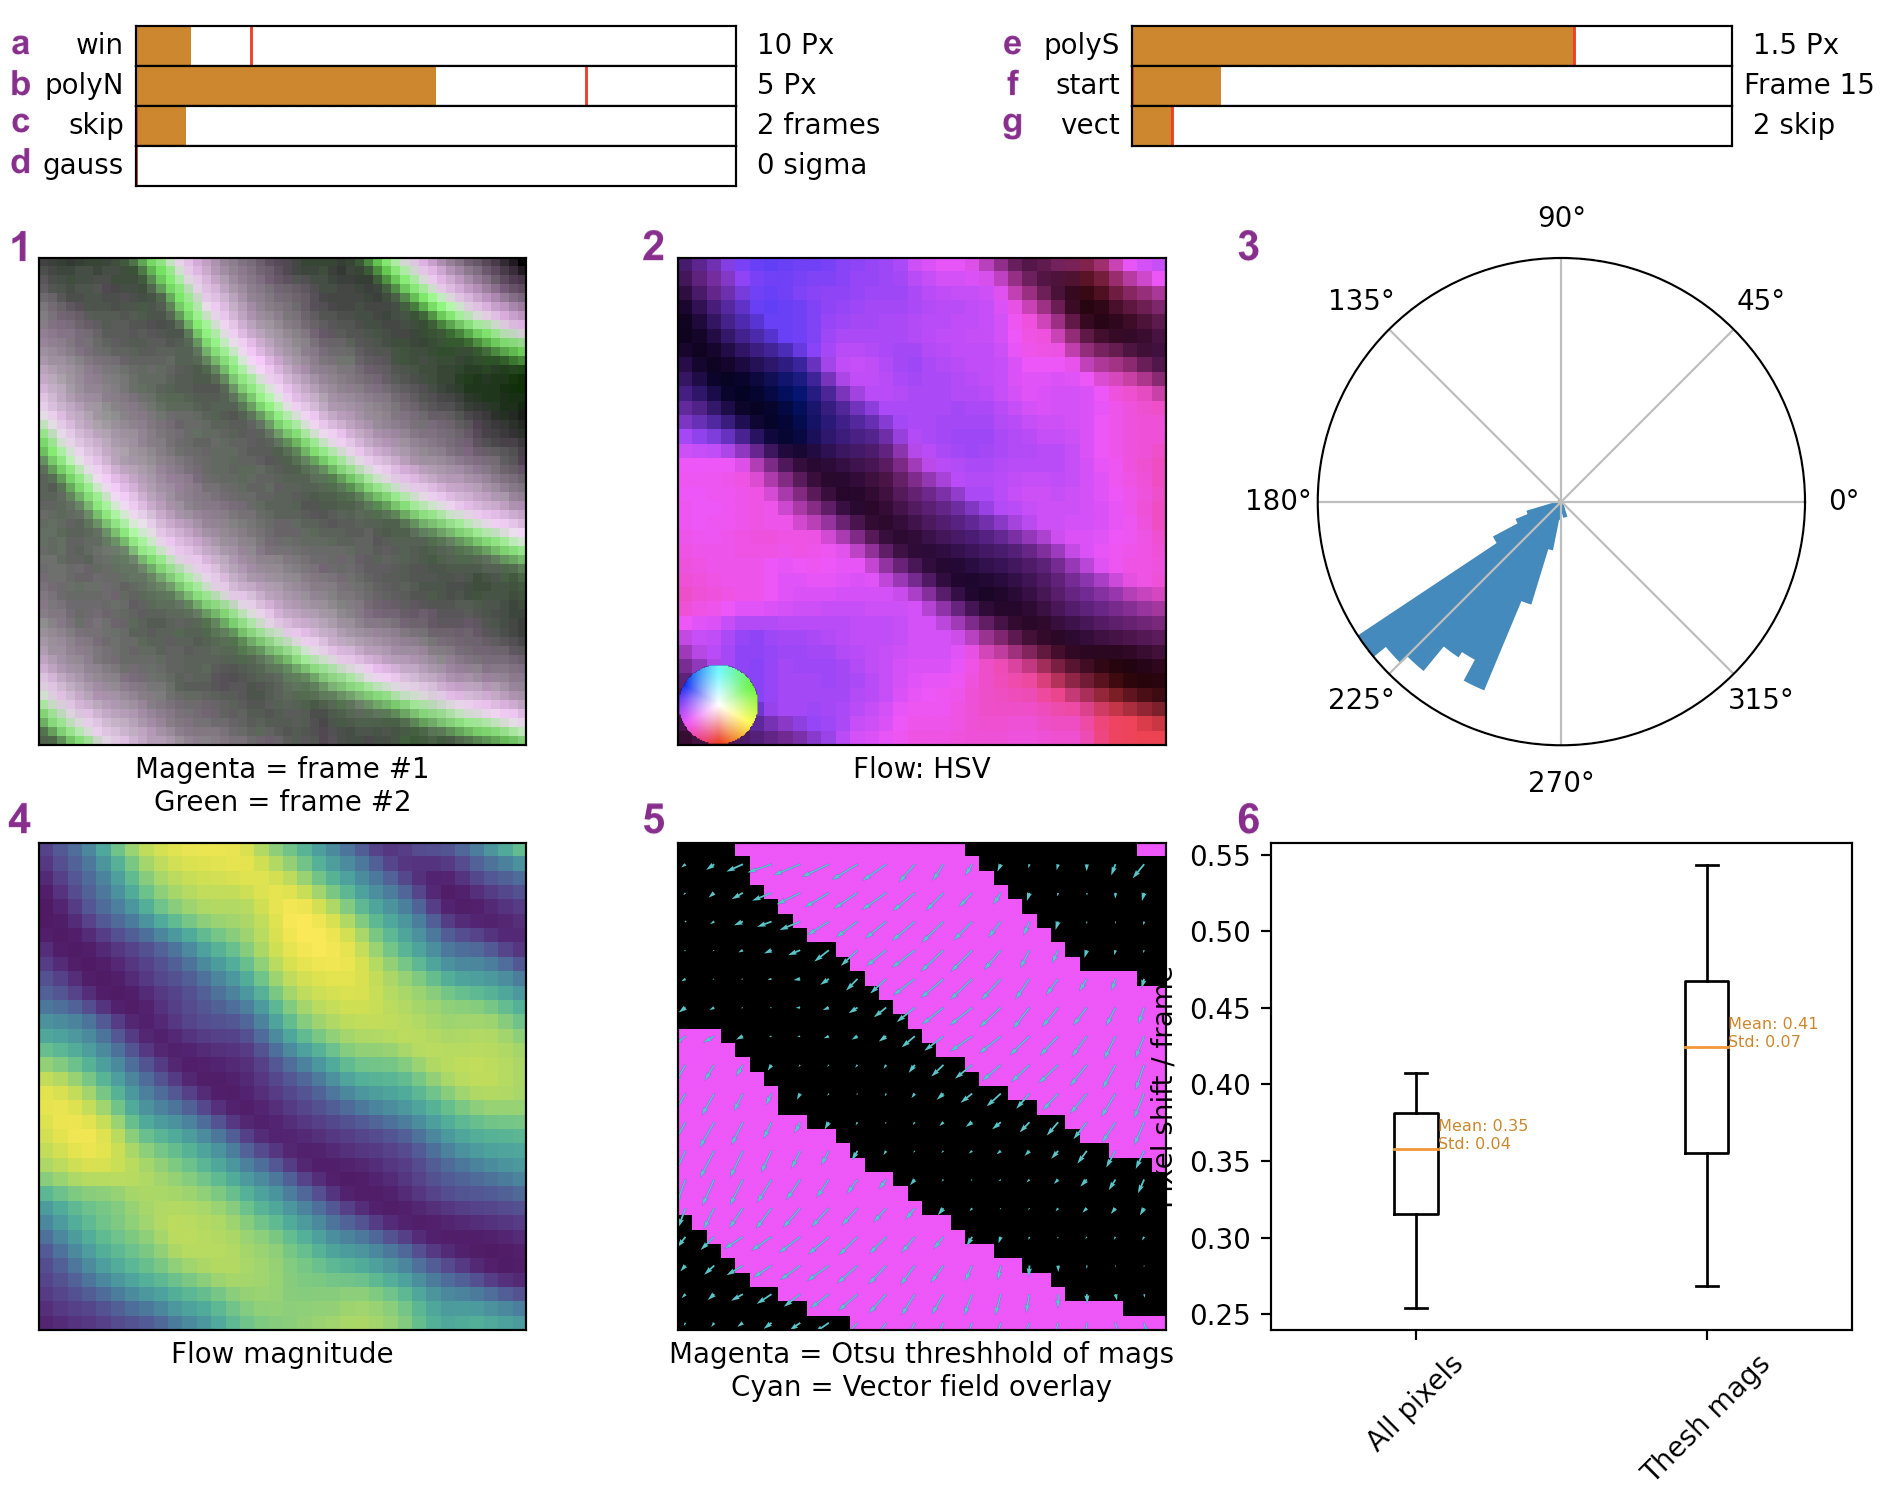 a win 10 Px
b polyN 5 Px
c skip 2 frames
d gauss 0 sigma
e polyS 1.5 Px
f start Frame 15
g vect 2 skip
1
Magenta = frame #1
Green = frame #2
2
Flow: HSV
3
90°
135° 45°
180° 0°
225° 315°
270°
4
Flow magnitude
5
Magenta = Otsu threshhold of mags
Cyan = Vector field overlay
6
Pixel shift / frame
0.55
0.50
0.45
0.40
0.35
0.30
0.25
Mean: 0.35
Std: 0.04
Mean: 0.41
Std: 0.07
All pixels
Thesh mags